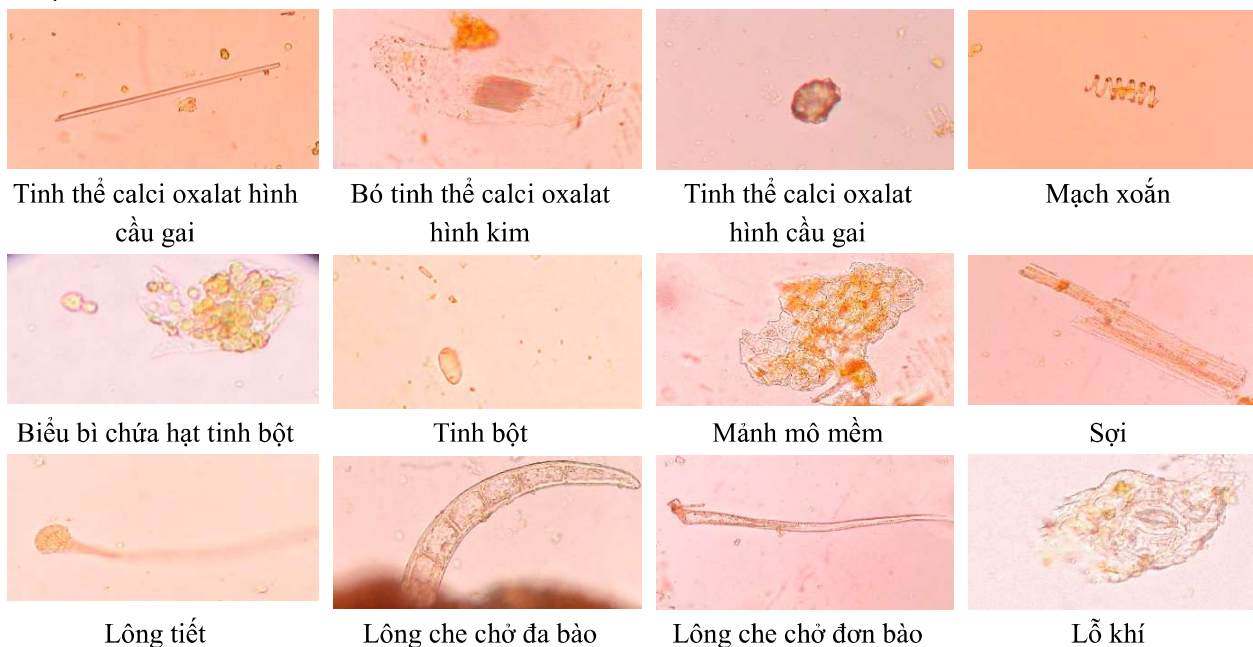 Tinh thể calci oxalat hình
cầu gai
Bó tinh thể calci oxalat
hình kim
Tinh thể calci oxalat
hình cầu gai
Mạch xoắn
Biểu bì chứa hạt tinh bột
Tinh bột
Mảnh mô mềm
Sợi
Lông tiết
Lông che chở đa bào
Lông che chở đơn bào
Lỗ khí